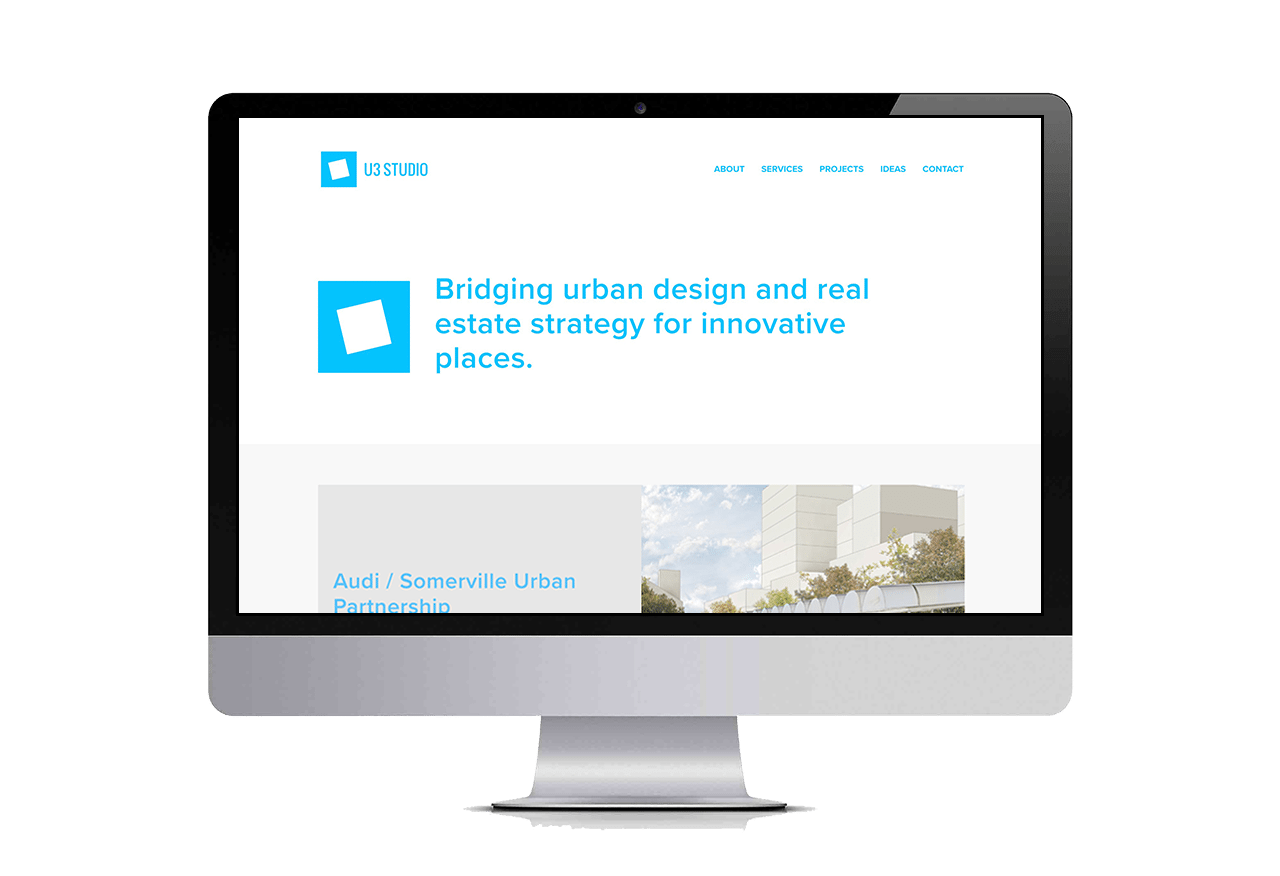 U3 STUDIO
ABOUT SERVICES PROJECTS IDEAS CONTACT
Bridging urban design and real
estate strategy for innovative
places.
Audi / Somerville Urban
Partnership